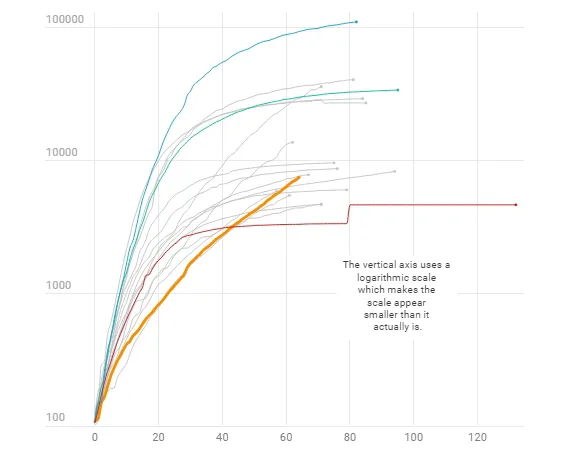 100000
10000
1000
100
The vertical axis uses a
logarithmic scale
which makes the
scale appear
smaller than it
actually is.
0 20 40 60 80 100 120